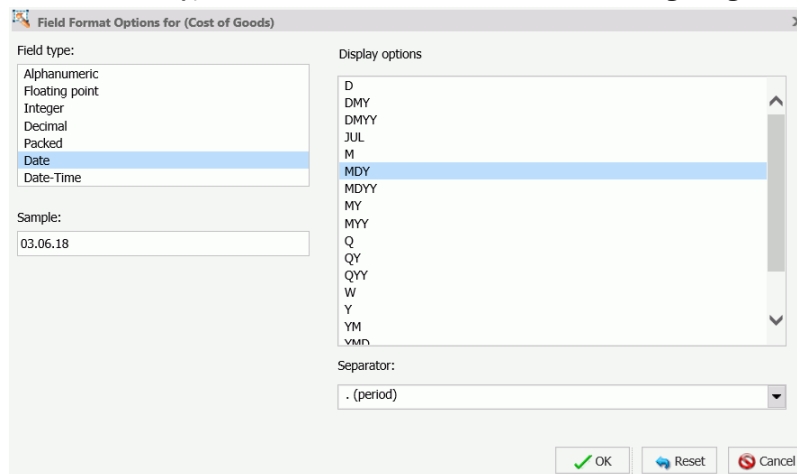 Field Format Options for (Cost of Goods)
Field type:
Alphanumeric
Floating point
Integer
Decimal
Packed
Date
Date-Time
Sample:
03.06.18
Display options
D
DMY
DMYY
JUL
M
MDY
MDYY
MY
MYY
Q
QY
QYY
W
Y
YM
YMD
Separator:
. (period)
OK
Reset
Cancel